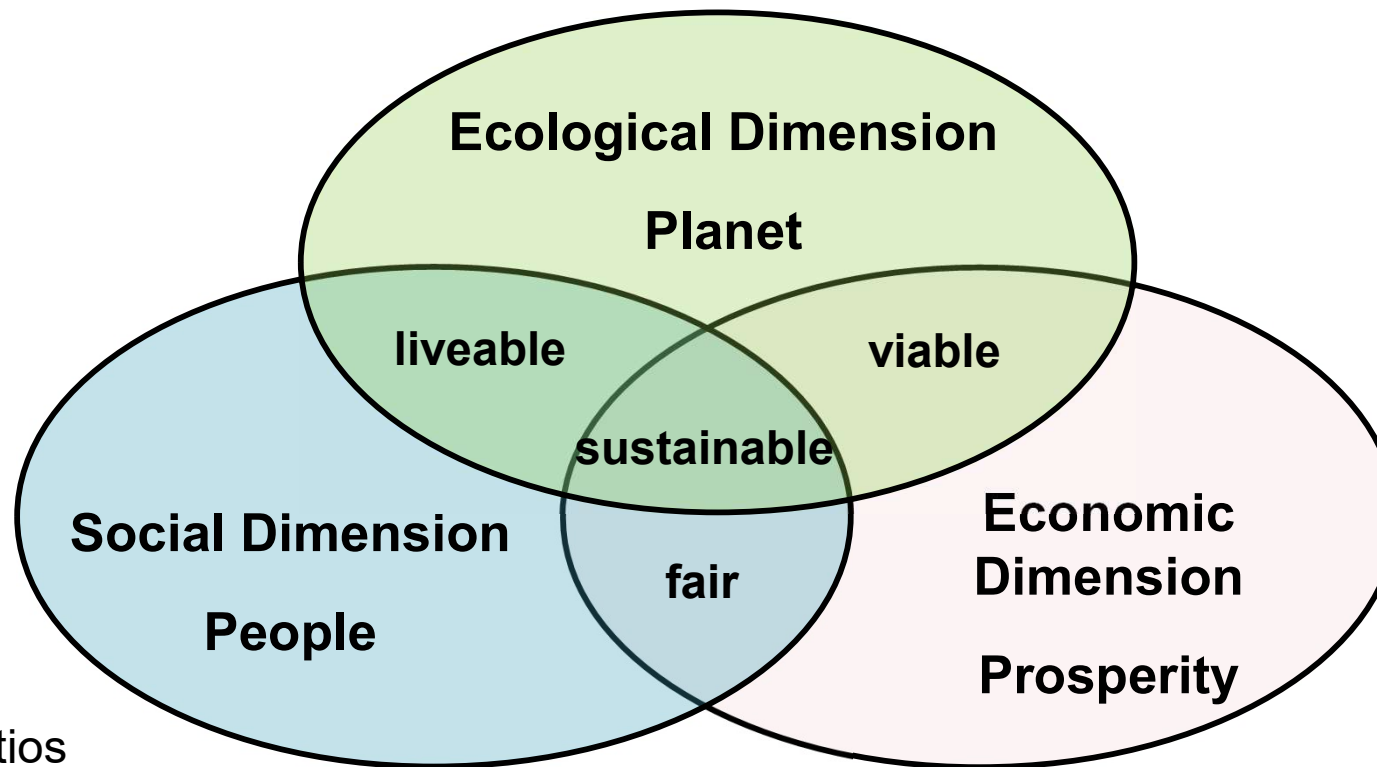 Ecological Dimension
Planet
liveable
viable
sustainable
Social Dimension
People
fair
Economic
Dimension
Prosperity
tios